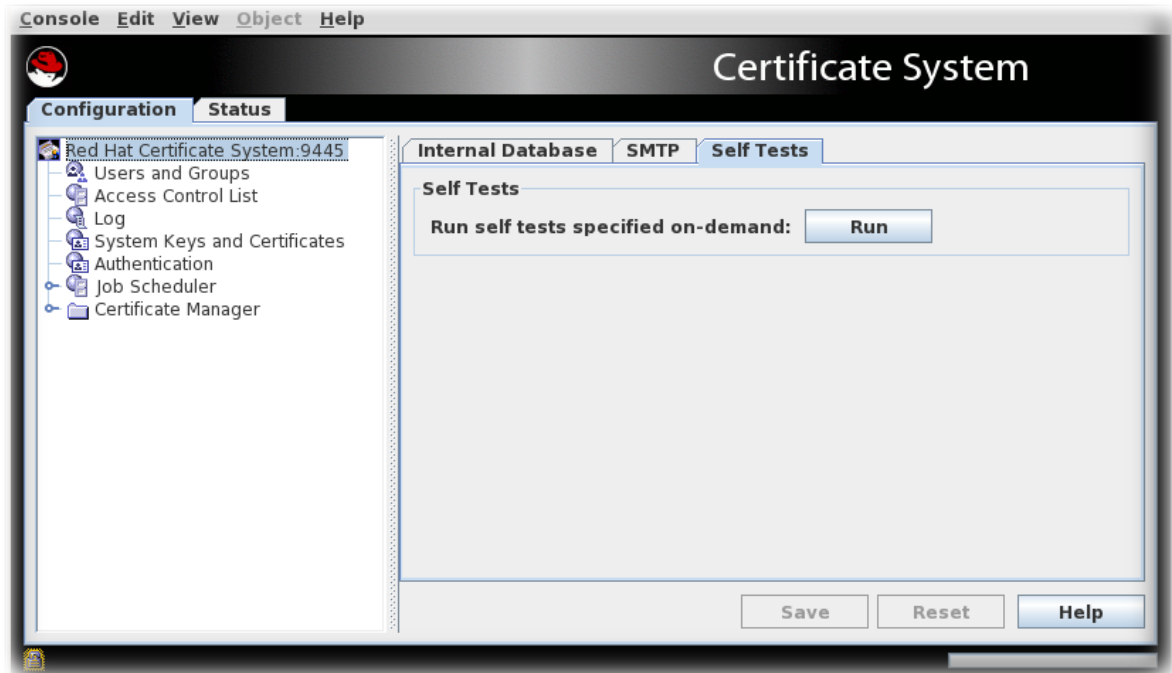 Console Edit View Object Help
Certificate System
Configuration Status
Red Hat Certificate System:9445
Users and Groups
Access Control List
Log
System Keys and Certificates
Authentication
Job Scheduler
Certificate Manager
Internal Database SMTP Self Tests
Self Tests
Run self tests specified on-demand: Run
Save Reset Help